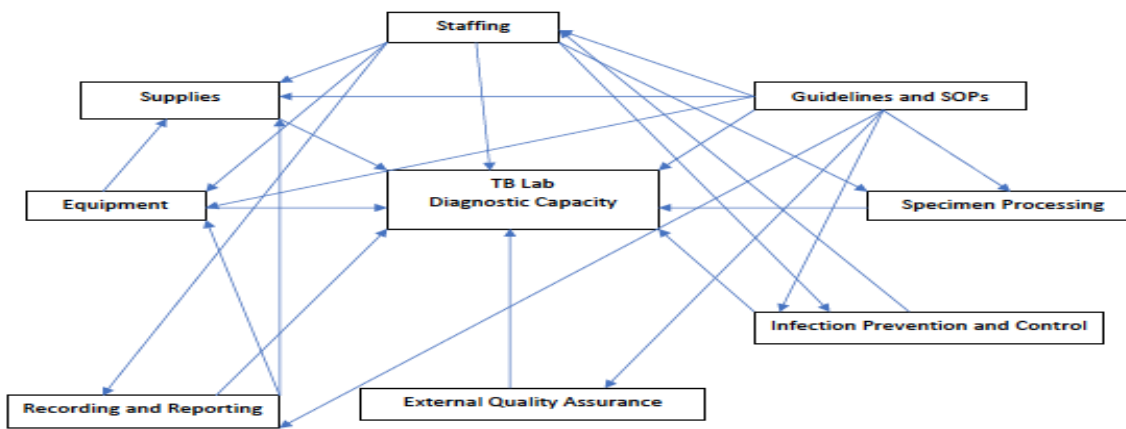 Staffing
Supplies
Guidelines and SOPs
TB Lab
Diagnostic Capacity
Equipment
Specimen Processing
Infection Prevention and Control
Recording and Reporting
External Quality Assurance